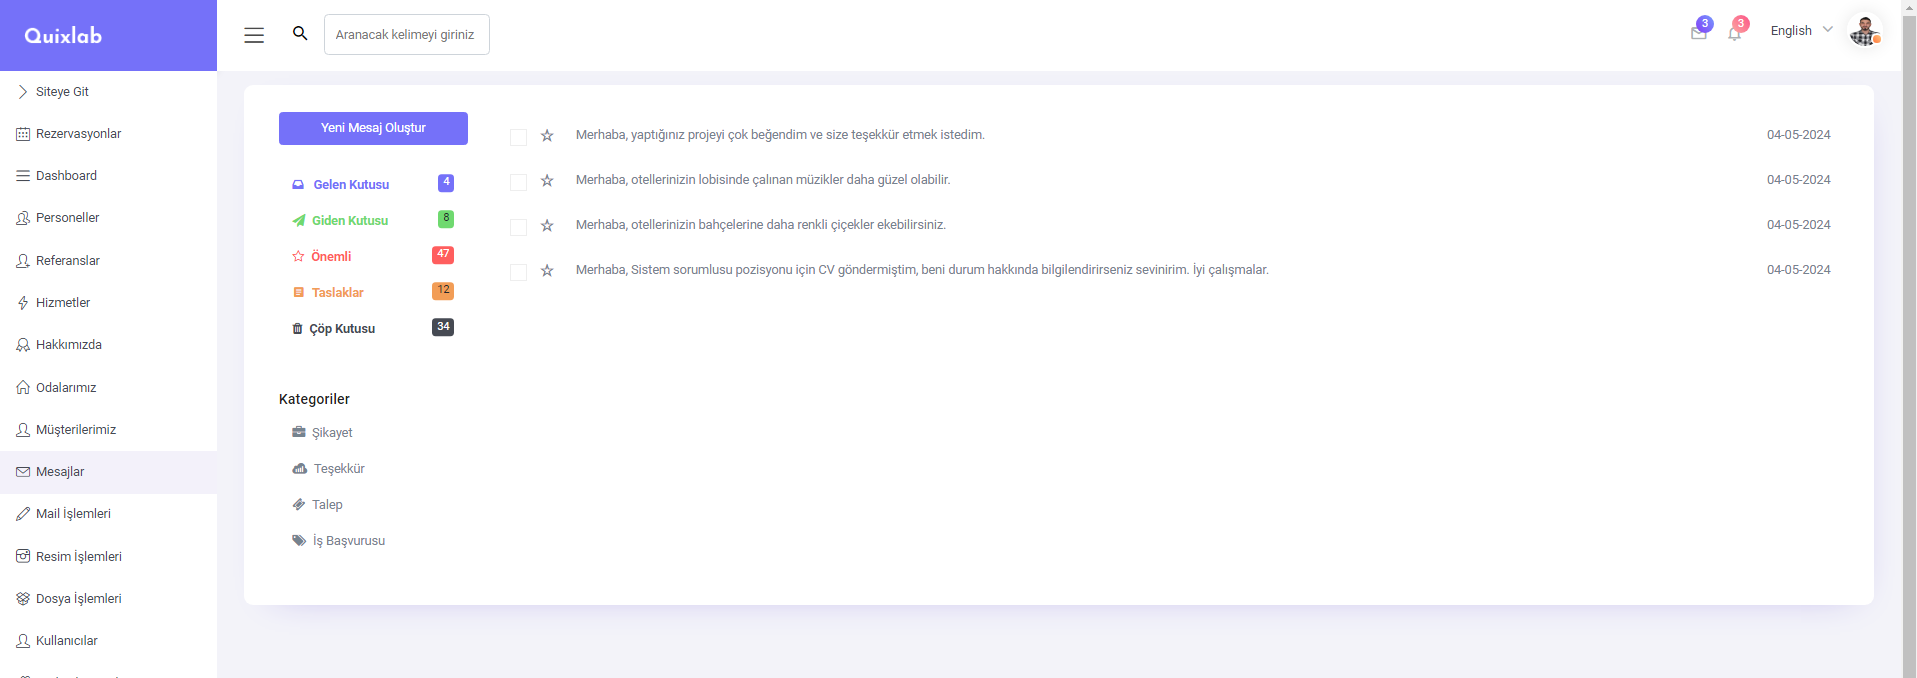 Quixlab
Aranacak kelimeyi giriniz
3
3
English
Siteye Git
Rezervasyonlar
Dashboard
Personeller
Referanslar
Hizmetler
Hakkımızda
Odalarımız
Müşterilerimiz
Mesajlar
Mail İşlemleri
Resim İşlemleri
Dosya İşlemleri
Kullanıcılar
Yeni Mesaj Oluştur
Gelen Kutusu 4
Giden Kutusu 8
Önemli 47
Taslaklar 12
Çöp Kutusu 34
Kategoriler
Şikayet
Teşekkür
Talep
İş Başvurusu
Merhaba, yaptığınız projeyi çok beğendim ve size teşekkür etmek istedim. 04-05-2024
Merhaba, otellerinizin lobisinde çalınan müzikler daha güzel olabilir. 04-05-2024
Merhaba, otellerinizin bahçelerine daha renkli çiçekler ekebilirsiniz. 04-05-2024
Merhaba, Sistem sorumlusu pozisyonu için CV göndermiştim, beni durum hakkında bilgilendirirseniz sevinirim. İyi çalışmalar. 04-05-2024